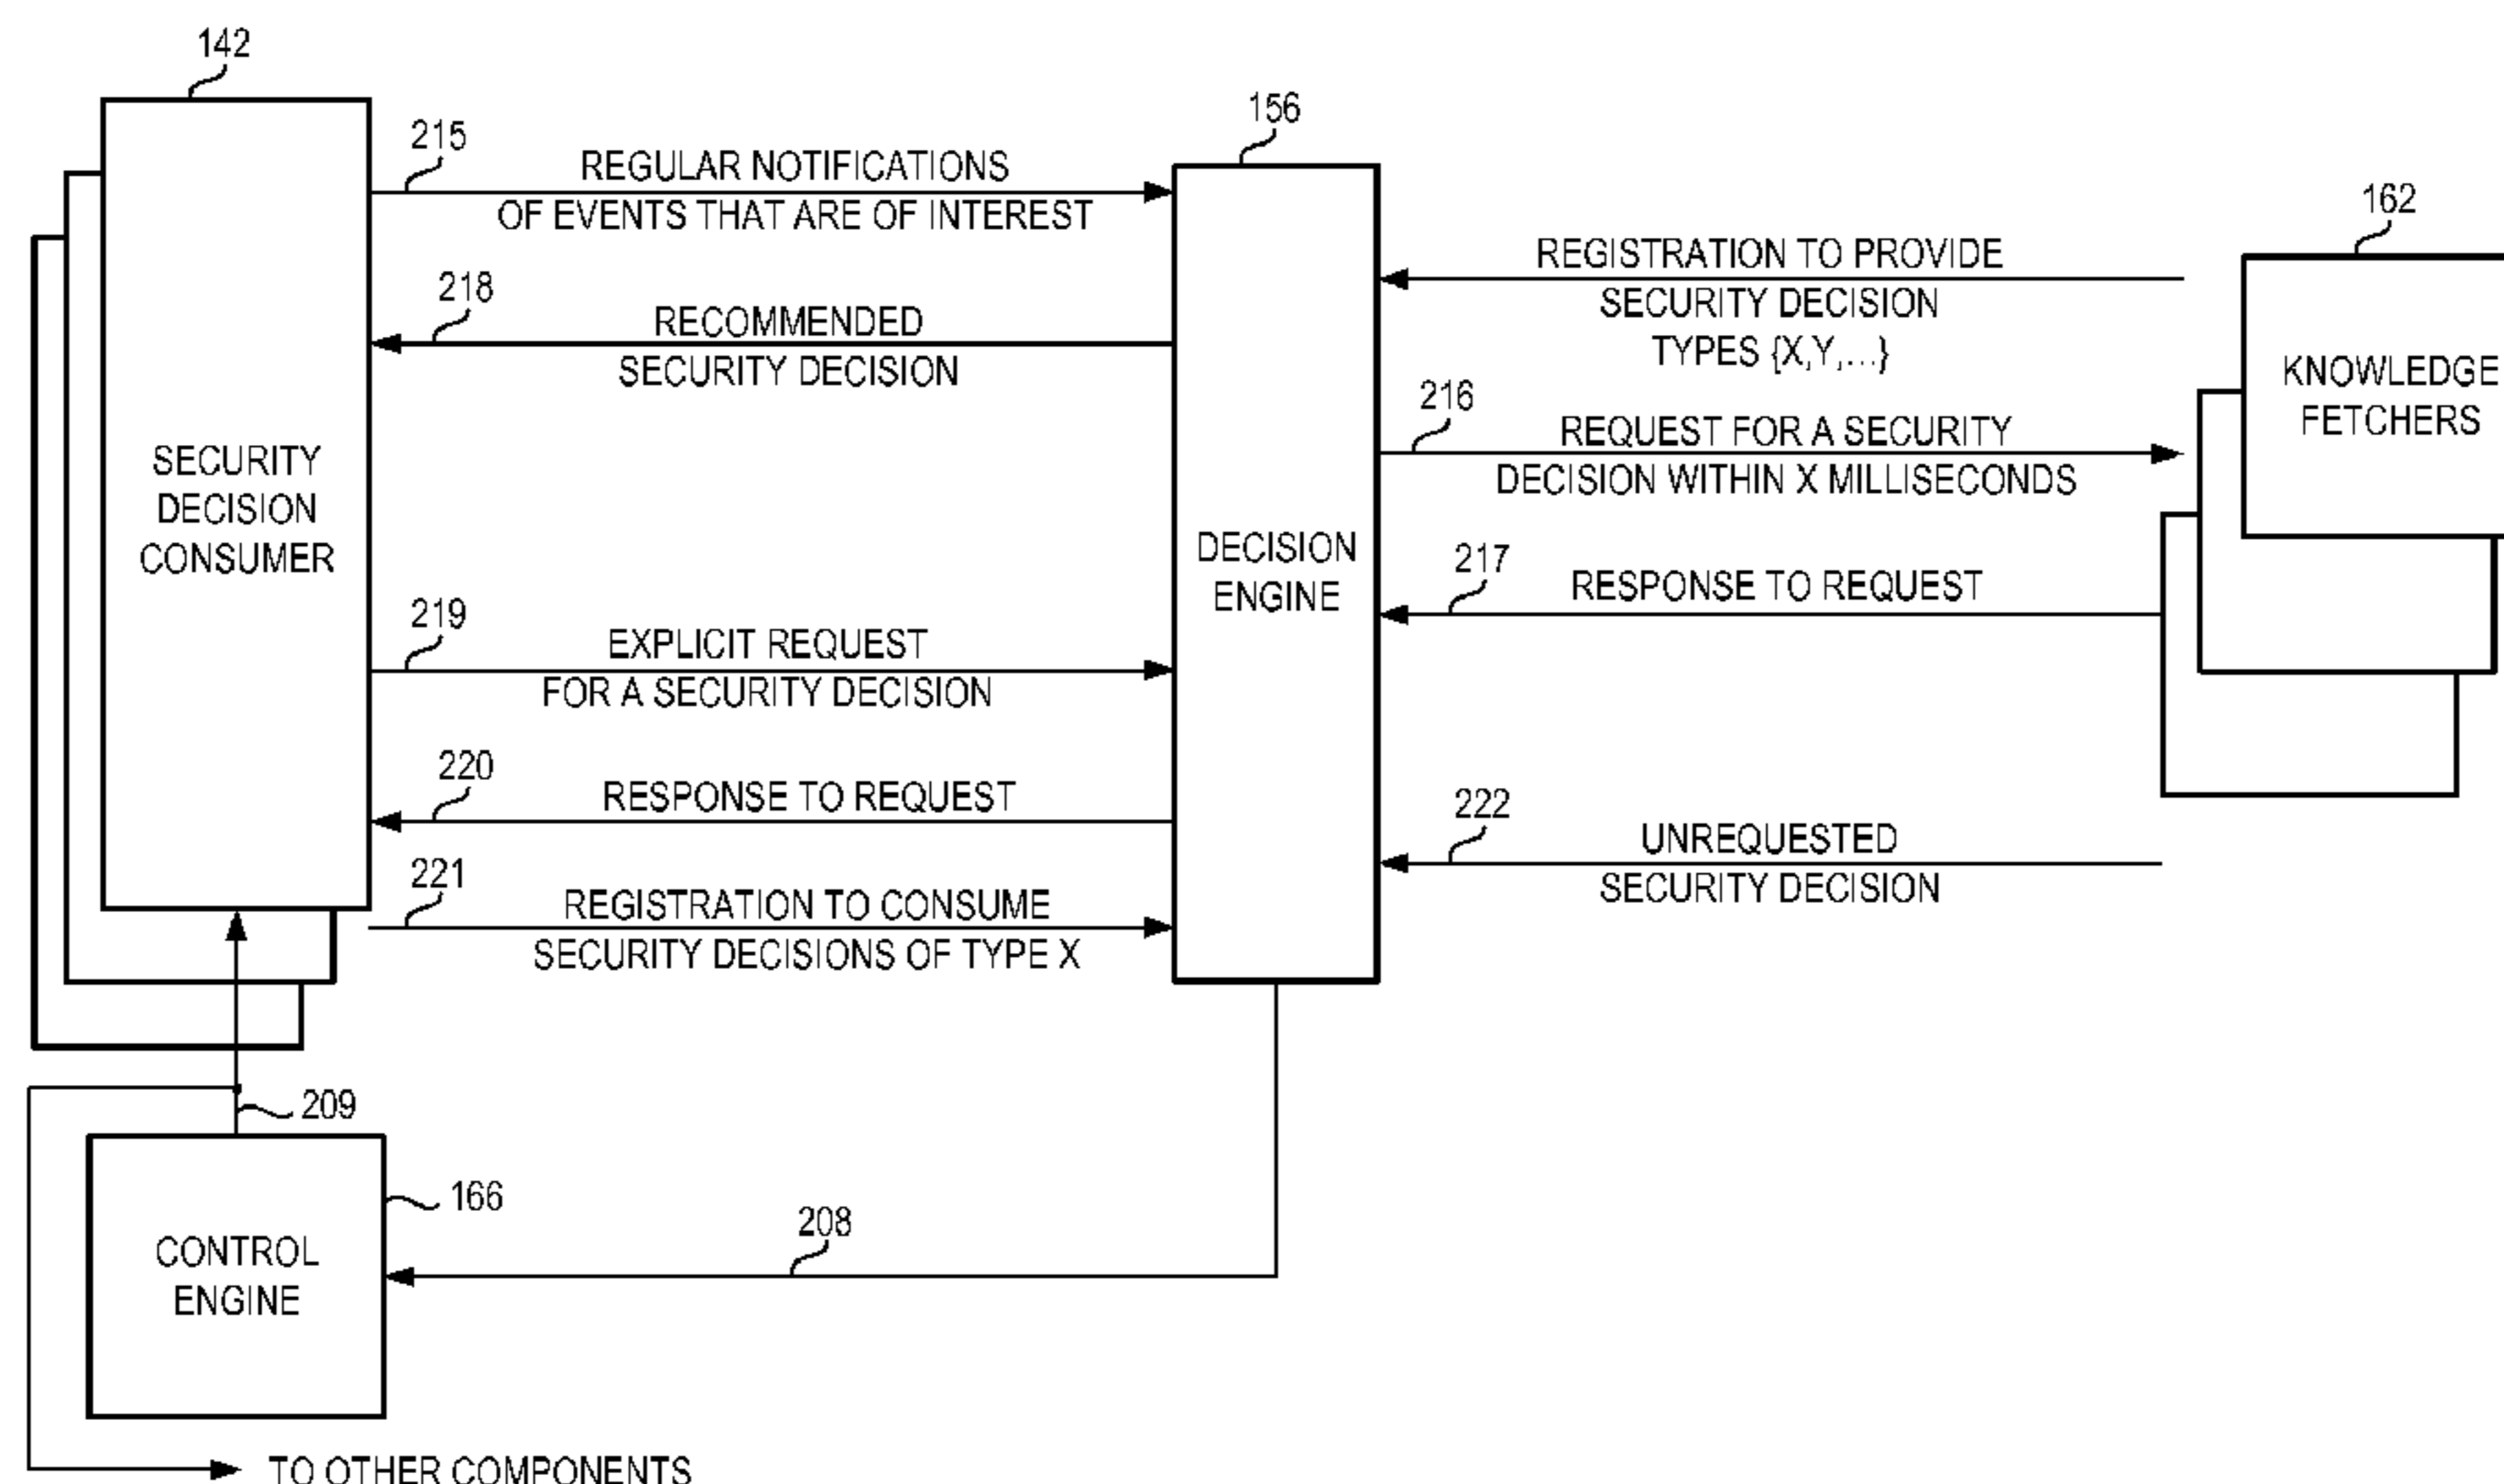 142
215
REGULAR NOTIFICATIONS
OF EVENTS THAT ARE OF INTEREST
218
RECOMMENDED
SECURITY DECISION
SECURITY
DECISION
CONSUMER
219
EXPLICIT REQUEST
FOR A SECURITY DECISION
220
RESPONSE TO REQUEST
221
REGISTRATION TO CONSUME
SECURITY DECISIONS OF TYPE X
156
DECISION
ENGINE
162
REGISTRATION TO PROVIDE
SECURITY DECISION
TYPES {X,Y,...}
216
REQUEST FOR A SECURITY
DECISION WITHIN X MILLISECONDS
217
RESPONSE TO REQUEST
222
UNREQUESTED
SECURITY DECISION
KNOWLEDGE
FETCHERS
209
166
CONTROL
ENGINE
208
TO OTHER COMPONENTS